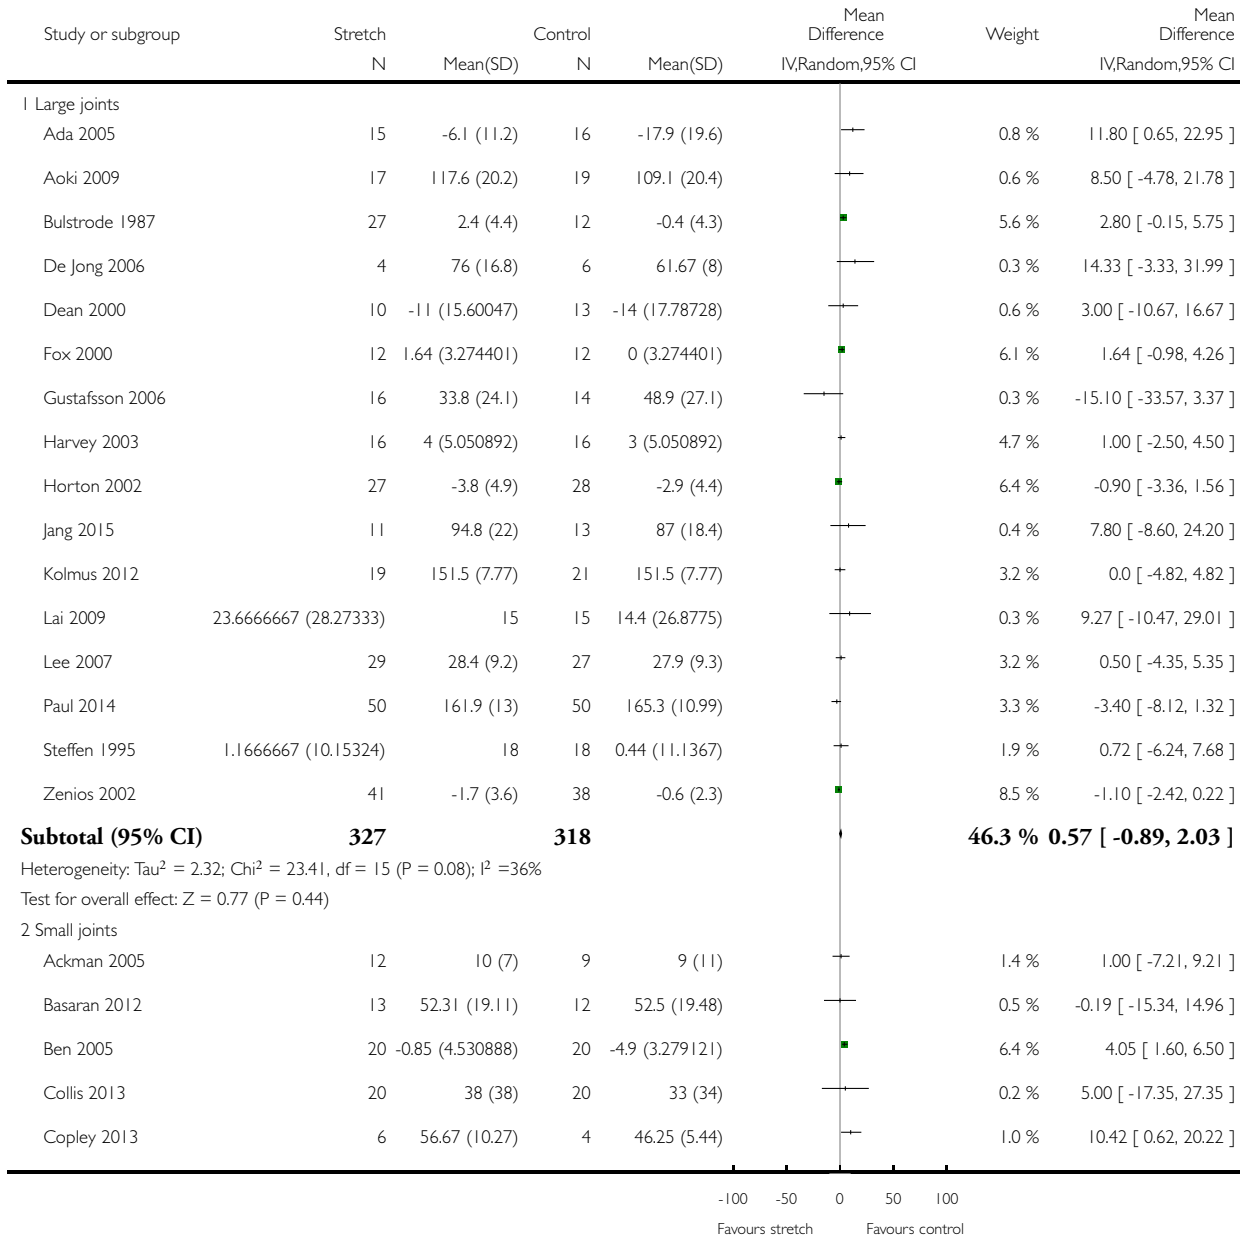 Mean Mean
Study or subgroup Stretch Control Difference Weight Difference
N Mean(SD) N Mean(SD) IV,Random,95% CI IV,Random,95% CI
1 Large joints
Ada 2005 15 -6.1 (11.2) 16 -17.9 (19.6) 0.8 % 11.80 [ 0.65, 22.95 ]
Aoki 2009 17 117.6 (20.2) 19 109.1 (20.4) 0.6 % 8.50 [ -4.78, 21.78 ]
Bulstrode 1987 27 2.4 (4.4) 12 -0.4 (4.3) 5.6 % 2.80 [ -0.15, 5.75 ]
De Jong 2006 4 76 (16.8) 6 61.67 (8) 0.3 % 14.33 [ -3.33, 31.99 ]
Dean 2000 10 -11 (15.60047) 13 -14 (17.78728) 0.6 % 3.00 [ -10.67, 16.67 ]
Fox 2000 12 1.64 (3.274401) 12 0 (3.274401) 6.1 % 1.64 [ -0.98, 4.26 ]
Gustafsson 2006 16 33.8 (24.1) 14 48.9 (27.1) 0.3 % -15.10 [ -33.57, 3.37 ]
Harvey 2003 16 4 (5.050892) 16 3 (5.050892) 4.7 % 1.00 [ -2.50, 4.50 ]
Horton 2002 27 -3.8 (4.9) 28 -2.9 (4.4) 6.4 % -0.90 [ -3.36, 1.56 ]
Jang 2015 11 94.8 (22) 13 87 (18.4) 0.4 % 7.80 [ -8.60, 24.20 ]
Kolmus 2012 19 151.5 (7.77) 21 151.5 (7.77) 3.2 % 0.0 [ -4.82, 4.82 ]
Lai 2009 23.6666667 (28.27333) 15 15 14.4 (26.8775) 0.3 % 9.27 [ -10.47, 29.01 ]
Lee 2007 29 28.4 (9.2) 27 27.9 (9.3) 3.2 % 0.50 [ -4.35, 5.35 ]
Paul 2014 50 161.9 (13) 50 165.3 (10.99) 3.3 % -3.40 [ -8.12, 1.32 ]
Steffen 1995 1.1666667 (10.15324) 18 18 0.44 (11.1367) 1.9 % 0.72 [ -6.24, 7.68 ]
Zenios 2002 41 -1.7 (3.6) 38 -0.6 (2.3) 8.5 % -1.10 [ -2.42, 0.22 ]
Subtotal (95% CI) 327 318 46.3 % 0.57 [ -0.89, 2.03 ]
Heterogeneity: Tau² = 2.32; Chi² = 23.41, df = 15 (P = 0.08); I² =36%
Test for overall effect: Z = 0.77 (P = 0.44)
2 Small joints
Ackman 2005 12 10 (7) 9 9 (11) 1.4 % 1.00 [ -7.21, 9.21 ]
Basaran 2012 13 52.31 (19.11) 12 52.5 (19.48) 0.5 % -0.19 [ -15.34, 14.96 ]
Ben 2005 20 -0.85 (4.530888) 20 -4.9 (3.279121) 6.4 % 4.05 [ 1.60, 6.50 ]
Collis 2013 20 38 (38) 20 33 (34) 0.2 % 5.00 [ -17.35, 27.35 ]
Copley 2013 6 56.67 (10.27) 4 46.25 (5.44) 1.0 % 10.42 [ 0.62, 20.22 ]
-100 -50 0 50 100
Favours stretch Favours control